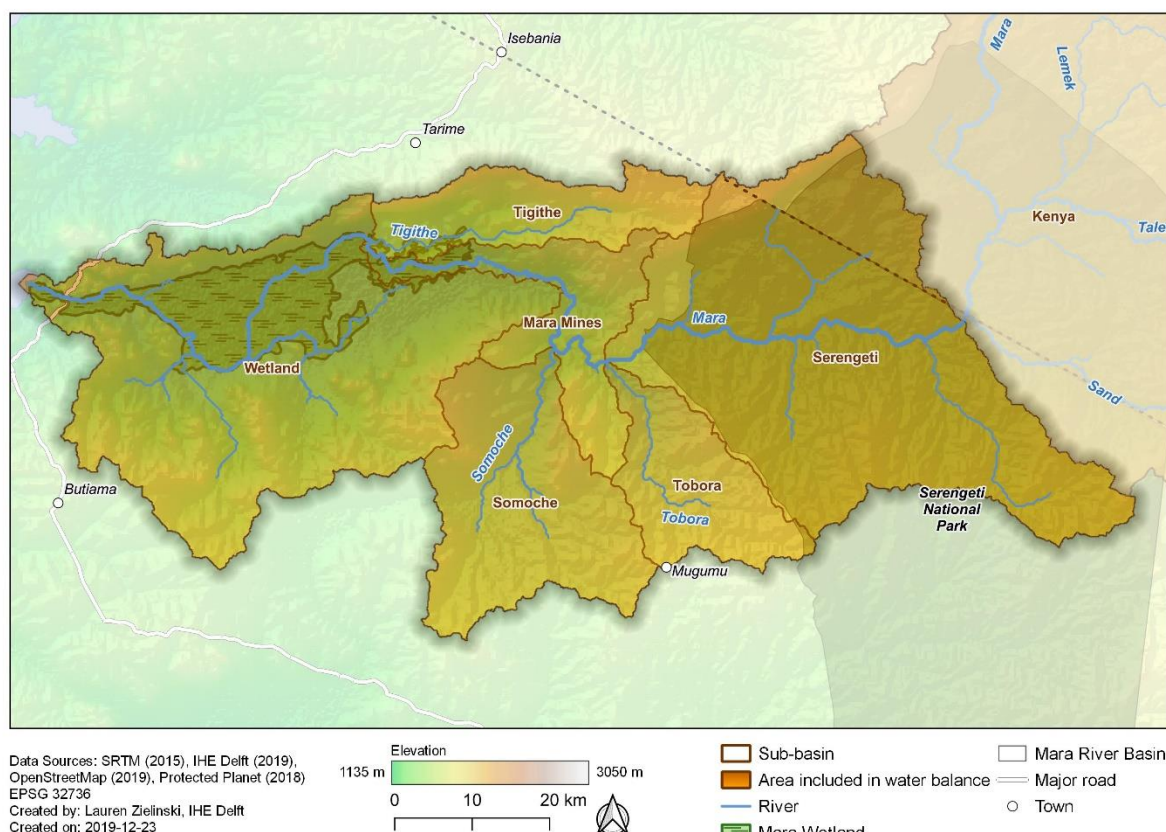 Isebania
Mara
Lemek
Tarime
Tigithe
Kenya
Tale
Tigithe
Mara Mines
Mara
Serengeti
Wetland
Sand
Somoche
Tobora
Somoche
Butiama
Serengeti
National
Park
Tobora
Mugumu
Data Sources: SRTM (2015), IHE Delft (2019),
OpenStreetMap (2019), Protected Planet (2018)
EPSG 32736
Created by: Lauren Zielinski, IHE Delft
Created on: 2019-12-23
Elevation
1135 m 3050 m
0 10 20 km
Sub-basin
Area included in water balance
River
Mara Wetland
Mara River Basin
Major road
Town